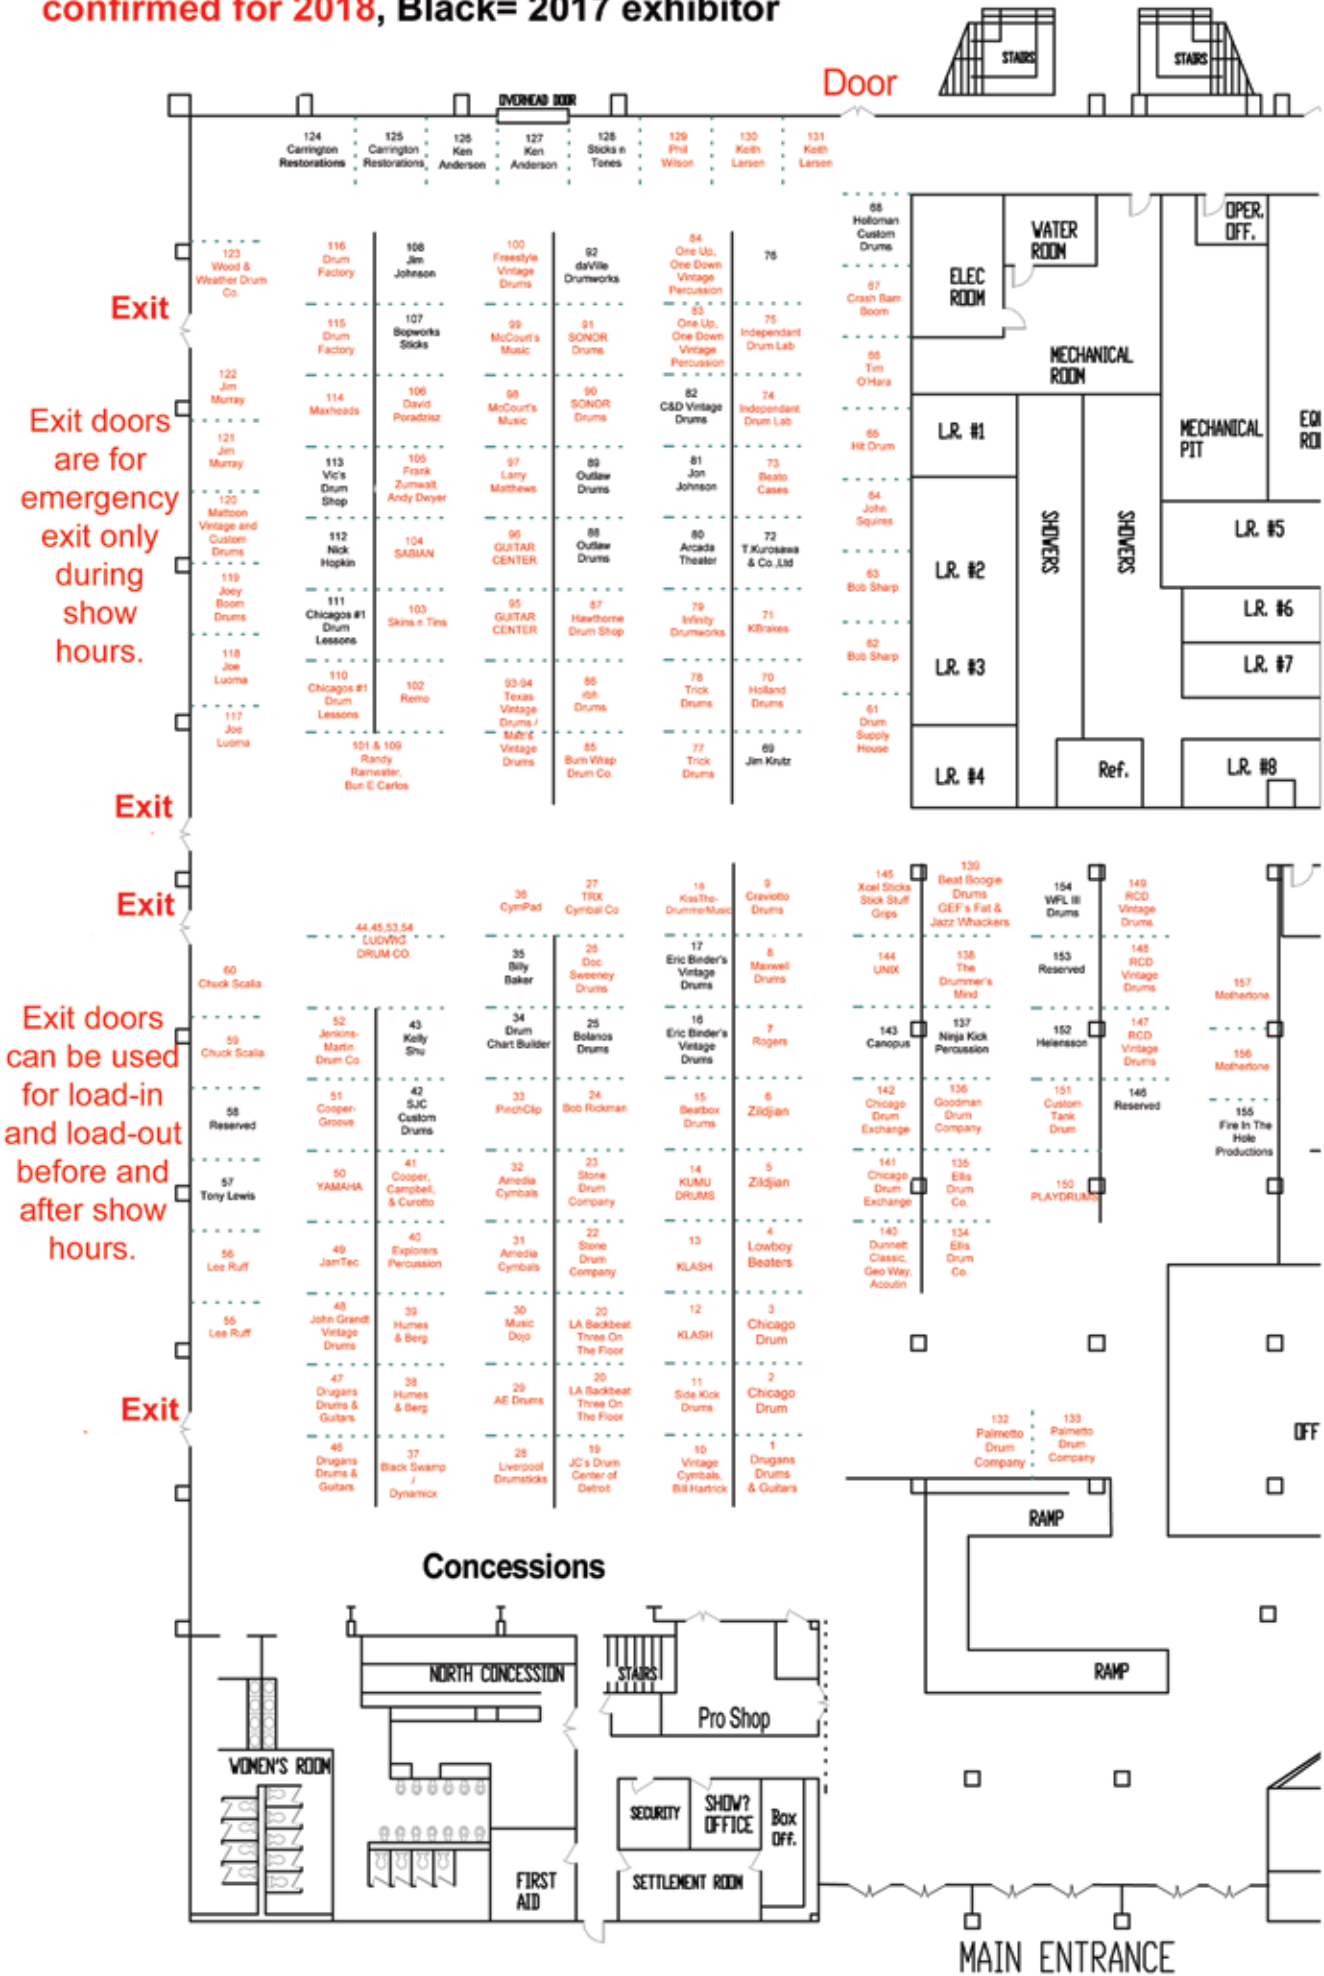 confirmed for 2018, Black= 2017 exhibitor
STAIRS
STAIRS
Door
OVERHEAD DOOR
124
Carrington
Restorations
125
Carrington
Restorations
126
Ken
Anderson
127
Ken
Anderson
128
Sticks n
Tones
129
Phil
Wilson
130
Keith
Larsen
131
Keith
Larsen
123
Wood &
Weather Drum
Co.
Exit
122
Jim
Murray
121
Jim
Murray
120
Mattoon
Vintage and
Custom
Drums
119
Joey
Boom
Drums
118
Joe
Luoma
117
Joe
Luoma
Exit doors
are for
emergency
exit only
during
show
hours.
Exit
116
Drum
Factory
115
Drum
Factory
114
Maxheads
113
Vic's
Drum
Shop
112
Nick
Hopkin
111
Chicagos #1
Drum
Lessons
110
Chicagos #1
Drum
Lessons
108
Jim
Johnson
107
Bopworks
Sticks
106
David
Poradzisz
105
Frank
Zumwalt,
Andy Dwyer
104
SABIAN
103
Skins n Tins
102
Remo
101 & 109
Randy
Rainwater,
Bun E Carlos
100
Freestyle
Vintage
Drums
99
McCourt's
Music
98
McCourt's
Music
97
Larry
Matthews
96
GUITAR
CENTER
95
GUITAR
CENTER
93-94
Texas
Vintage
Drums /
Matt's
Vintage
Drums
92
daVille
Drumworks
91
SONOR
Drums
90
SONOR
Drums
89
Outlaw
Drums
88
Outlaw
Drums
87
Hawthorne
Drum Shop
86
rbh
Drums
85
Bum Wrap
Drum Co.
84
One Up,
One Down
Vintage
Percussion
83
One Up,
One Down
Vintage
Percussion
82
C&D Vintage
Drums
81
Jon
Johnson
80
Arcada
Theater
79
Infinity
Drumworks
78
Trick
Drums
77
Trick
Drums
76
75
Independant
Drum Lab
74
Independant
Drum Lab
73
Beato
Cases
72
T.Kurosawa
& Co.,Ltd
71
KBrakes
70
Holland
Drums
69
Jim Krutz
68
Holloman
Custom
Drums
67
Crash Bam
Boom
66
Tim
O'Hara
65
Hit Drum
64
John
Squires
63
Bob Sharp
62
Bob Sharp
61
Drum
Supply
House
ELEC
ROOM
WATER
ROOM
OPER.
OFF.
MECHANICAL
ROOM
MECHANICAL
PIT
L.R. #1
L.R. #2
L.R. #3
L.R. #4
SHOWERS
SHOWERS
Ref.
L.R. #5
L.R. #6
L.R. #7
L.R. #8
Exit
60
Chuck Scalia
59
Chuck Scalia
58
Reserved
57
Tony Lewis
56
Lee Ruff
55
Lee Ruff
Exit doors
can be used
for load-in
and load-out
before and
after show
hours.
Exit
44,45,53,54
LUDWIG
DRUM CO.
52
Jenkins-
Martin
Drum Co.
51
Cooper-
Groove
50
YAMAHA
49
JamTec
48
John Grandt
Vintage
Drums
47
Drugans
Drums &
Guitars
46
Drugans
Drums &
Guitars
43
Kelly
Shu
42
SJC
Custom
Drums
41
Cooper,
Campbell,
& Curotto
40
Explorers
Percussion
39
Humes
& Berg
38
Humes
& Berg
37
Black Swamp
/
Dynamicx
36
CymPad
35
Billy
Baker
34
Drum
Chart Builder
33
PinchClip
32
Amedia
Cymbals
31
Amedia
Cymbals
30
Music
Dojo
29
AE Drums
28
Liverpool
Drumsticks
27
TRX
Cymbal Co
26
Doc
Sweeney
Drums
25
Bolanos
Drums
24
Bob Rickman
23
Stone
Drum
Company
22
Stone
Drum
Company
20
LA Backbeat
Three On
The Floor
20
LA Backbeat
Three On
The Floor
19
JC's Drum
Center of
Detroit
18
KissThe-
DrummerMusic
17
Eric Binder's
Vintage
Drums
16
Eric Binder's
Vintage
Drums
15
Beatbox
Drums
14
KUMU
DRUMS
13
KLASH
12
KLASH
11
Side Kick
Drums
10
Vintage
Cymbals,
Bill Hartrick
9
Craviotto
Drums
8
Maxwell
Drums
7
Rogers
6
Zildjian
5
Zildjian
4
Lowboy
Beaters
3
Chicago
Drum
2
Chicago
Drum
1
Drugans
Drums
& Guitars
145
Xcel Sticks
Stick Stuff
Grips
144
UNIX
143
Canopus
142
Chicago
Drum
Exchange
141
Chicago
Drum
Exchange
140
Dunnett
Classic,
Geo Way,
Acoutin
139
Beat Boogie
Drums
GEF's Fat &
Jazz Whackers
138
The
Drummer's
Mind
137
Ninja Kick
Percussion
136
Goodman
Drum
Company
135
Ellis
Drum
Co.
134
Ellis
Drum
Co.
154
WFL III
Drums
153
Reserved
152
Helensson
151
Custom
Tank
Drum
150
PLAYDRUMS
149
RCD
Vintage
Drums
148
RCD
Vintage
Drums
147
RCD
Vintage
Drums
146
Reserved
157
Mothertone
156
Mothertone
155
Fire In The
Hole
Productions
132
Palmetto
Drum
Company
133
Palmetto
Drum
Company
OFF
RAMP
RAMP
Concessions
NORTH CONCESSION
STAIRS
Pro Shop
WOMEN'S ROOM
SECURITY
SHOW?
OFFICE
Box
Off.
FIRST
AID
SETTLEMENT ROOM
MAIN ENTRANCE